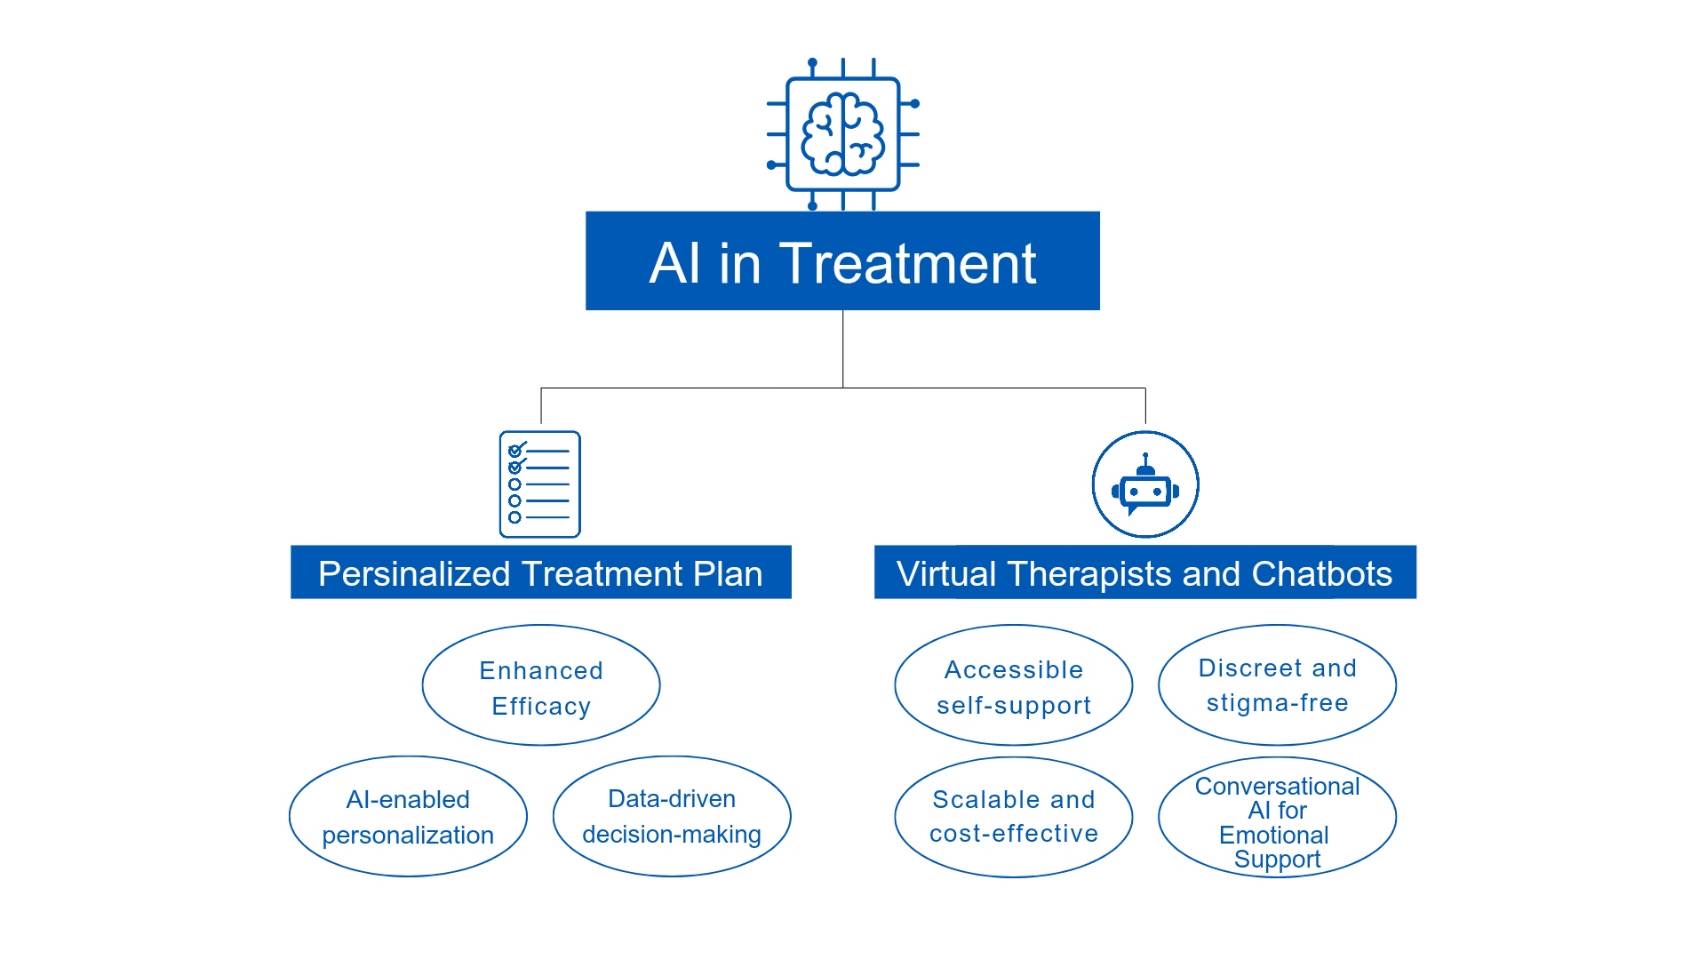 AI in Treatment
Persinalized Treatment Plan
Virtual Therapists and Chatbots
Enhanced
Efficacy
AI-enabled
personalization
Data-driven
decision-making
Accessible
self-support
Discreet and
stigma-free
Scalable and
cost-effective
Conversational
AI for
Emotional
Support